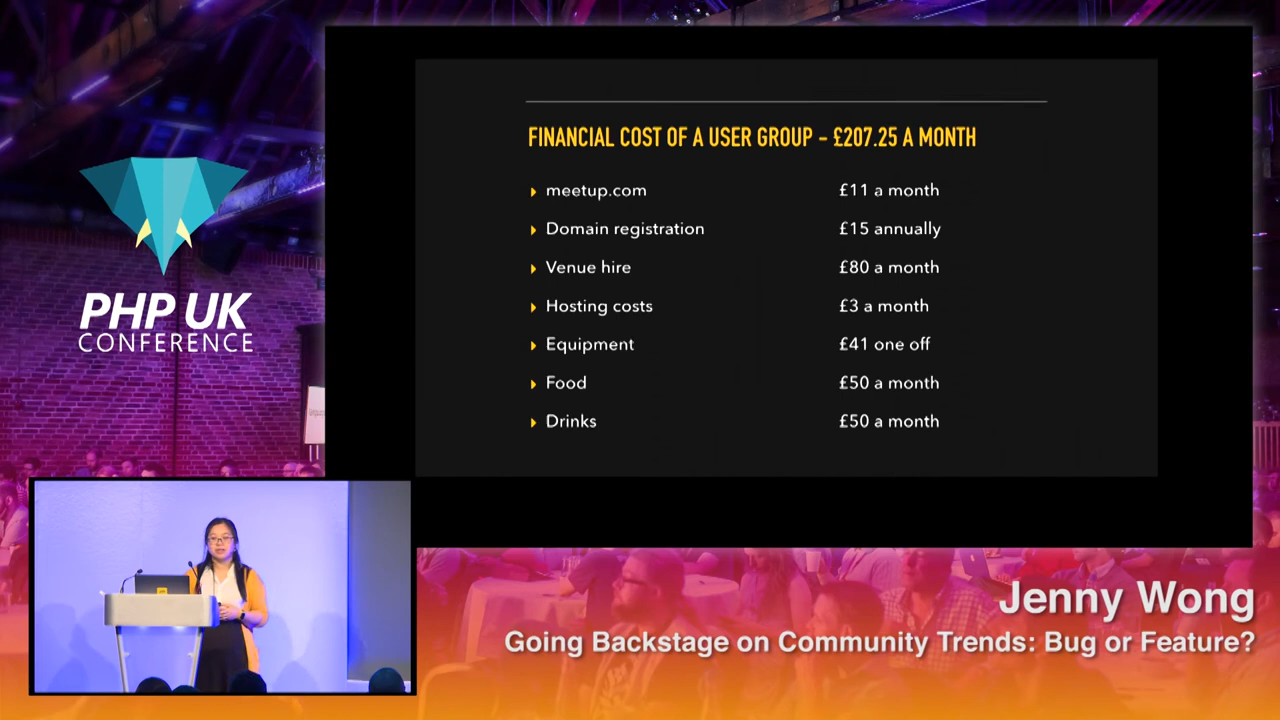 FINANCIAL COST OF A USER GROUP – £207.25 A MONTH
meetup.com £11 a month
Domain registration £15 annually
Venue hire £80 a month
Hosting costs £3 a month
Equipment £41 one off
Food £50 a month
Drinks £50 a month
PHP UK
CONFERENCE
Jenny Wong
Going Backstage on Community Trends: Bug or Feature?